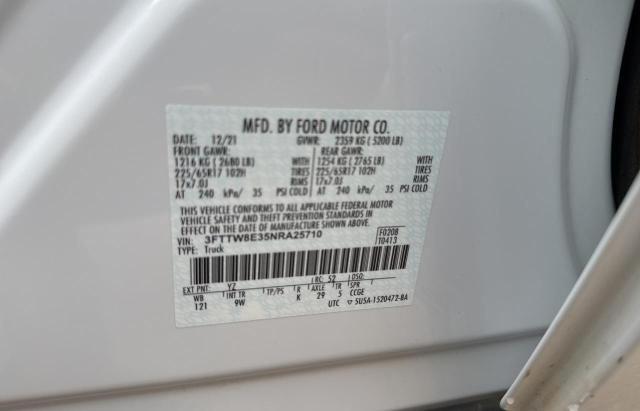 MFD. BY FORD MOTOR CO.
DATE: 12/21 GVWR: 2359 KG ( 5200 LB)
FRONT GAWR: REAR GAWR:
1216 KG ( 2680 LB) WITH 1254 KG ( 2765 LB) WITH
225/65R17 102H TIRES 225/65R17 102H TIRES
17x7.0J RIMS 17x7.0J RIMS
AT 240 kPa/ 35 PSI COLD AT 240 kPa/ 35 PSI COLD
THIS VEHICLE CONFORMS TO ALL APPLICABLE FEDERAL MOTOR
VEHICLE SAFETY AND THEFT PREVENTION STANDARDS IN
EFFECT ON THE DATE OF MANUFACTURE SHOWN ABOVE.
VIN: 3FTTW8E35NRA25710 F0208
TYPE: Truck T0413
EXT PNT: YZ RC: 52 DSO:
WB INT TR TP/PS R AXLE TR SPR
121 9W K 29 5 CCGE
UTC ▽ 5U5A-1520472-BA